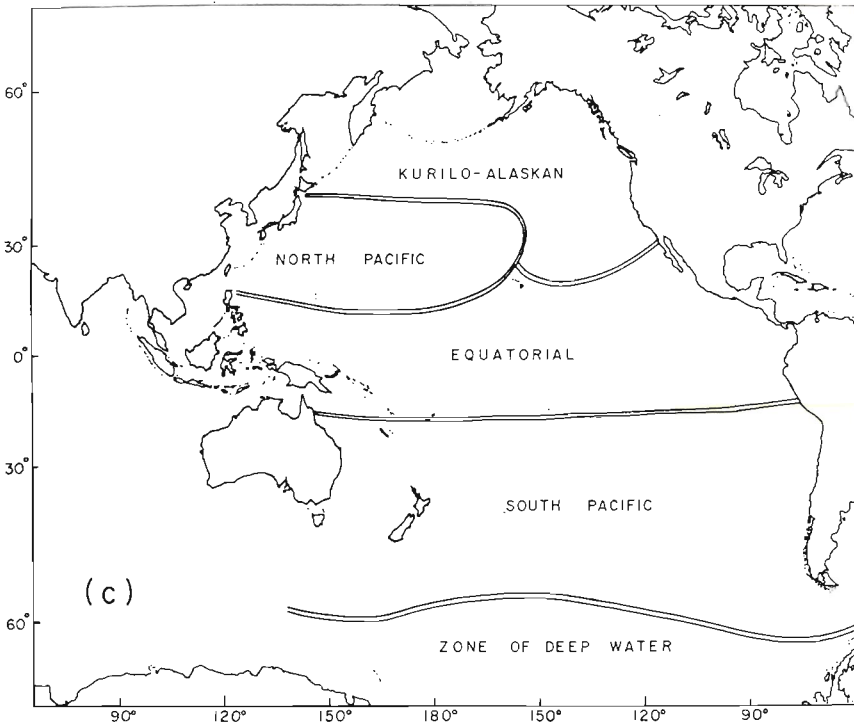 60°
KURILO-ALASKAN
30°
NORTH PACIFIC
0°
EQUATORIAL
30°
SOUTH PACIFIC
(c)
60°
ZONE OF DEEP WATER
90° 120° 150° 180° 150° 120° 90°